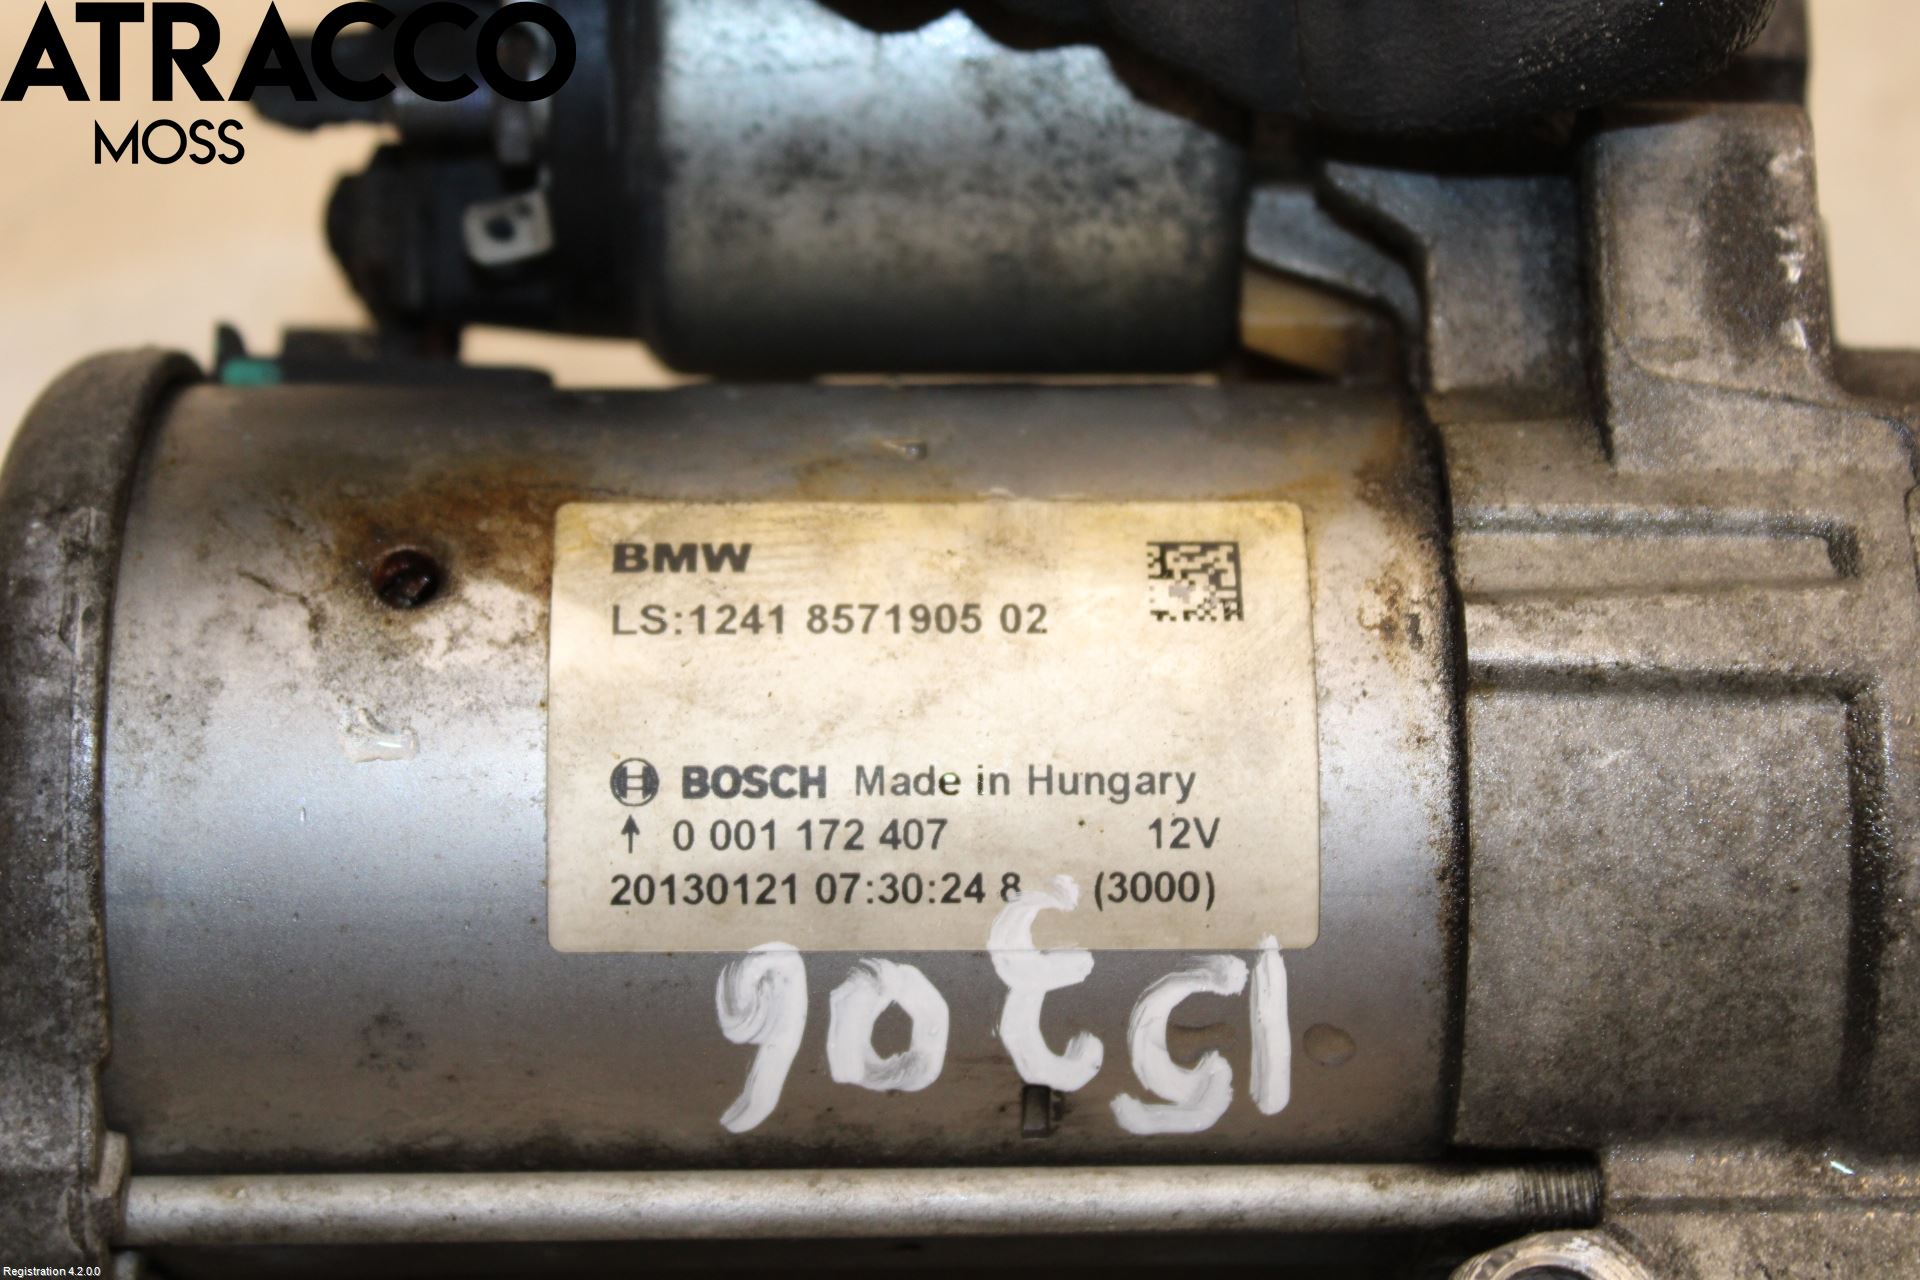 ATRACCO
MOSS
BMW
LS:1241 8571905 02
BOSCH Made in Hungary
↑ 0 001 172 407 12V
20130121 07:30:24 8 (3000)
15306
Registration 4.2.0.0